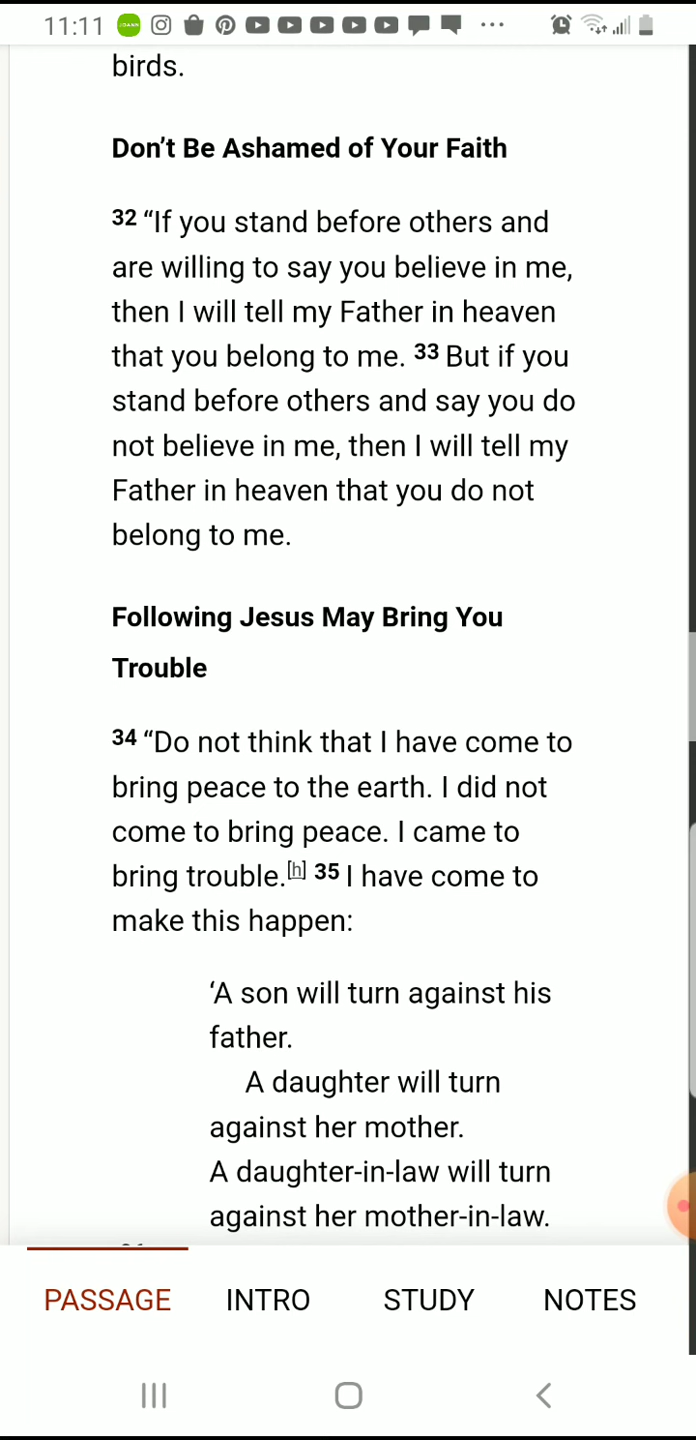 11:11
JOANN
birds.
Don’t Be Ashamed of Your Faith
32 “If you stand before others and
are willing to say you believe in me,
then I will tell my Father in heaven
that you belong to me. 33 But if you
stand before others and say you do
not believe in me, then I will tell my
Father in heaven that you do not
belong to me.
Following Jesus May Bring You
Trouble
34 “Do not think that I have come to
bring peace to the earth. I did not
come to bring peace. I came to
bring trouble.[h] 35 I have come to
make this happen:
‘A son will turn against his
father.
A daughter will turn
against her mother.
A daughter-in-law will turn
against her mother-in-law.
PASSAGE INTRO STUDY NOTES